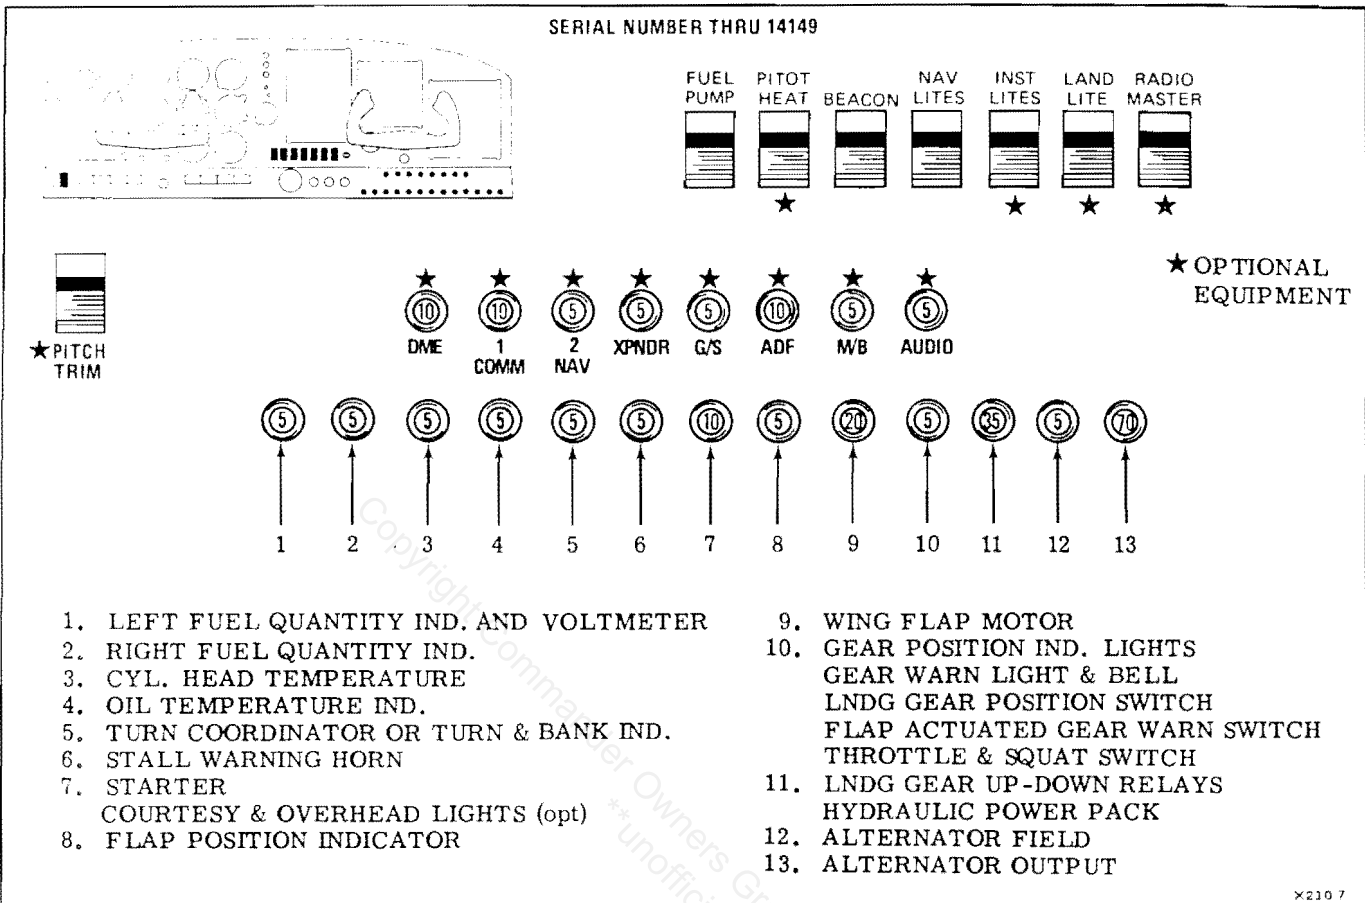 SERIAL NUMBER THRU 14149
FUEL PUMP
PITOT HEAT
BEACON
NAV LITES
INST LITES
LAND LITE
RADIO MASTER
★ OPTIONAL
EQUIPMENT
★ PITCH
TRIM
10 10 5 5 5 10 5 5
DME
1 COMM
2 NAV
XPNDR
G/S
ADF
M/B
AUDIO
5 5 5 5 5 5 10 5 20 5 35 5 70
1 2 3 4 5 6 7 8 9 10 11 12 13
1. LEFT FUEL QUANTITY IND. AND VOLTMETER
2. RIGHT FUEL QUANTITY IND.
3. CYL. HEAD TEMPERATURE
4. OIL TEMPERATURE IND.
5. TURN COORDINATOR OR TURN & BANK IND.
6. STALL WARNING HORN
7. STARTER
COURTESY & OVERHEAD LIGHTS (opt)
8. FLAP POSITION INDICATOR
9. WING FLAP MOTOR
10. GEAR POSITION IND. LIGHTS
GEAR WARN LIGHT & BELL
LNDG GEAR POSITION SWITCH
FLAP ACTUATED GEAR WARN SWITCH
THROTTLE & SQUAT SWITCH
11. LNDG GEAR UP-DOWN RELAYS
HYDRAULIC POWER PACK
12. ALTERNATOR FIELD
13. ALTERNATOR OUTPUT
X210 7
Copyright Commander Owners